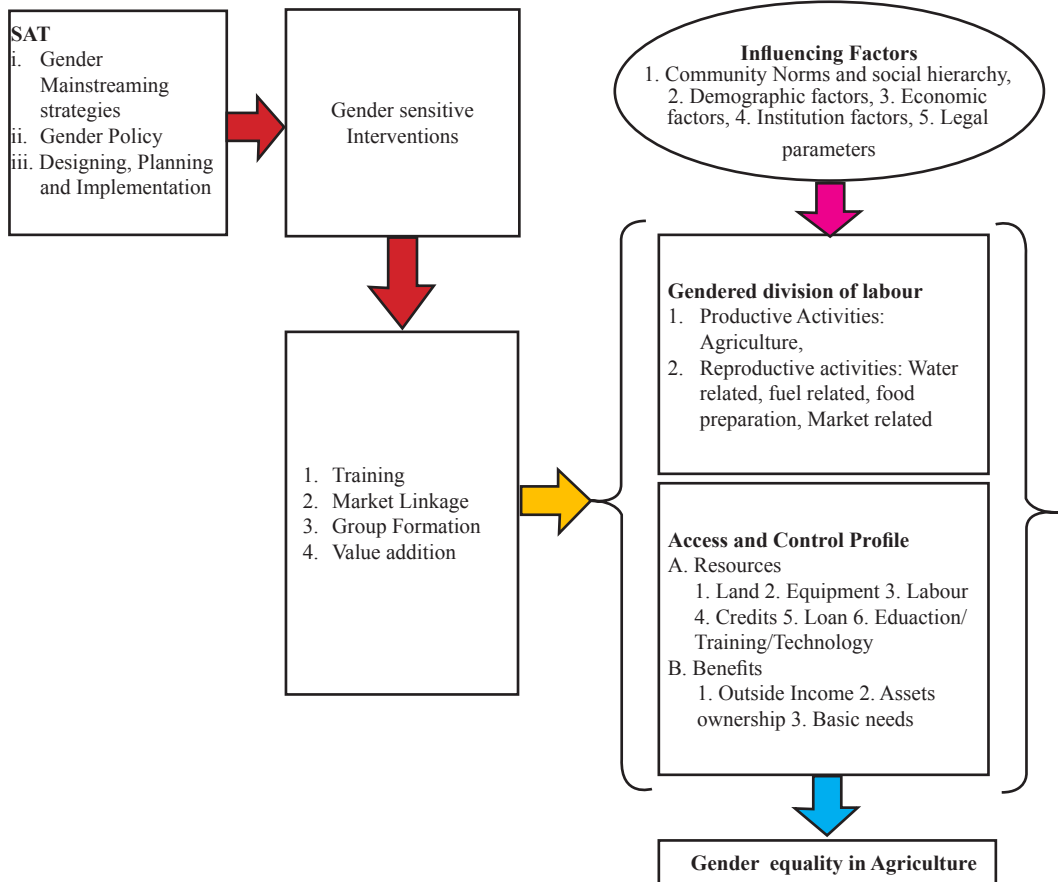 SAT
i. Gender
Mainstreaming
strategies
ii. Gender Policy
iii. Designing, Planning
and Implementation
Gender sensitive
Interventions
Influencing Factors
1. Community Norms and social hierarchy,
2. Demographic factors, 3. Economic
factors, 4. Institution factors, 5. Legal
parameters
1. Training
2. Market Linkage
3. Group Formation
4. Value addition
Gendered division of labour
1. Productive Activities:
Agriculture,
2. Reproductive activities: Water
related, fuel related, food
preparation, Market related
Access and Control Profile
A. Resources
1. Land 2. Equipment 3. Labour
4. Credits 5. Loan 6. Eduaction/
Training/Technology
B. Benefits
1. Outside Income 2. Assets
ownership 3. Basic needs
Gender equality in Agriculture